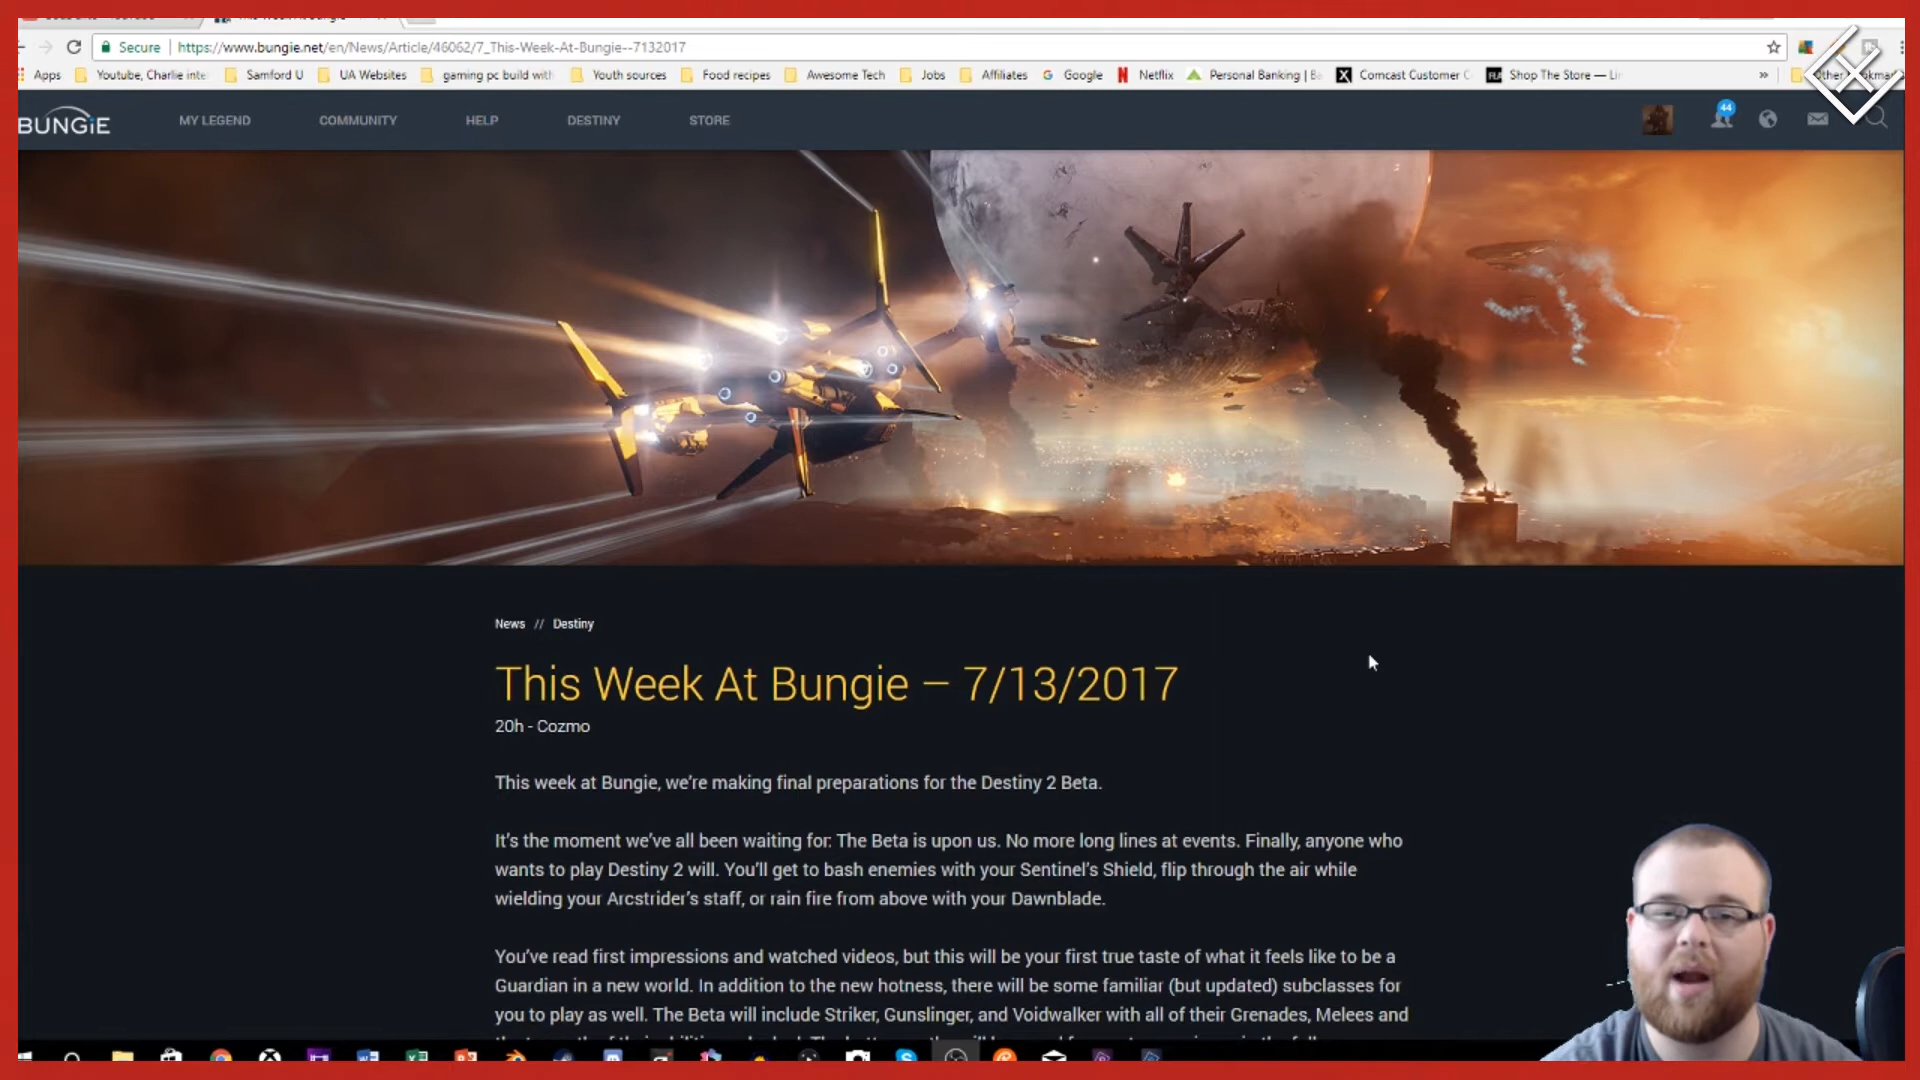 Secure
https://www.bungie.net/en/News/Article/46062/7_This-Week-At-Bungie--7132017
Apps
Youtube, Charlie inte
Samford U
UA Websites
gaming pc build with
Youth sources
Food recipes
Awesome Tech
Jobs
Affiliates
Google
Netflix
Personal Banking | Ba
Comcast Customer C
Shop The Store — Li
»
BUNGiE
MY LEGEND
COMMUNITY
HELP
DESTINY
STORE
44
News // Destiny
This Week At Bungie – 7/13/2017
20h - Cozmo
This week at Bungie, we're making final preparations for the Destiny 2 Beta.
It's the moment we've all been waiting for: The Beta is upon us. No more long lines at events. Finally, anyone who
wants to play Destiny 2 will. You'll get to bash enemies with your Sentinel's Shield, flip through the air while
wielding your Arcstrider's staff, or rain fire from above with your Dawnblade.
You've read first impressions and watched videos, but this will be your first true taste of what it feels like to be a
Guardian in a new world. In addition to the new hotness, there will be some familiar (but updated) subclasses for
you to play as well. The Beta will include Striker, Gunslinger, and Voidwalker with all of their Grenades, Melees and